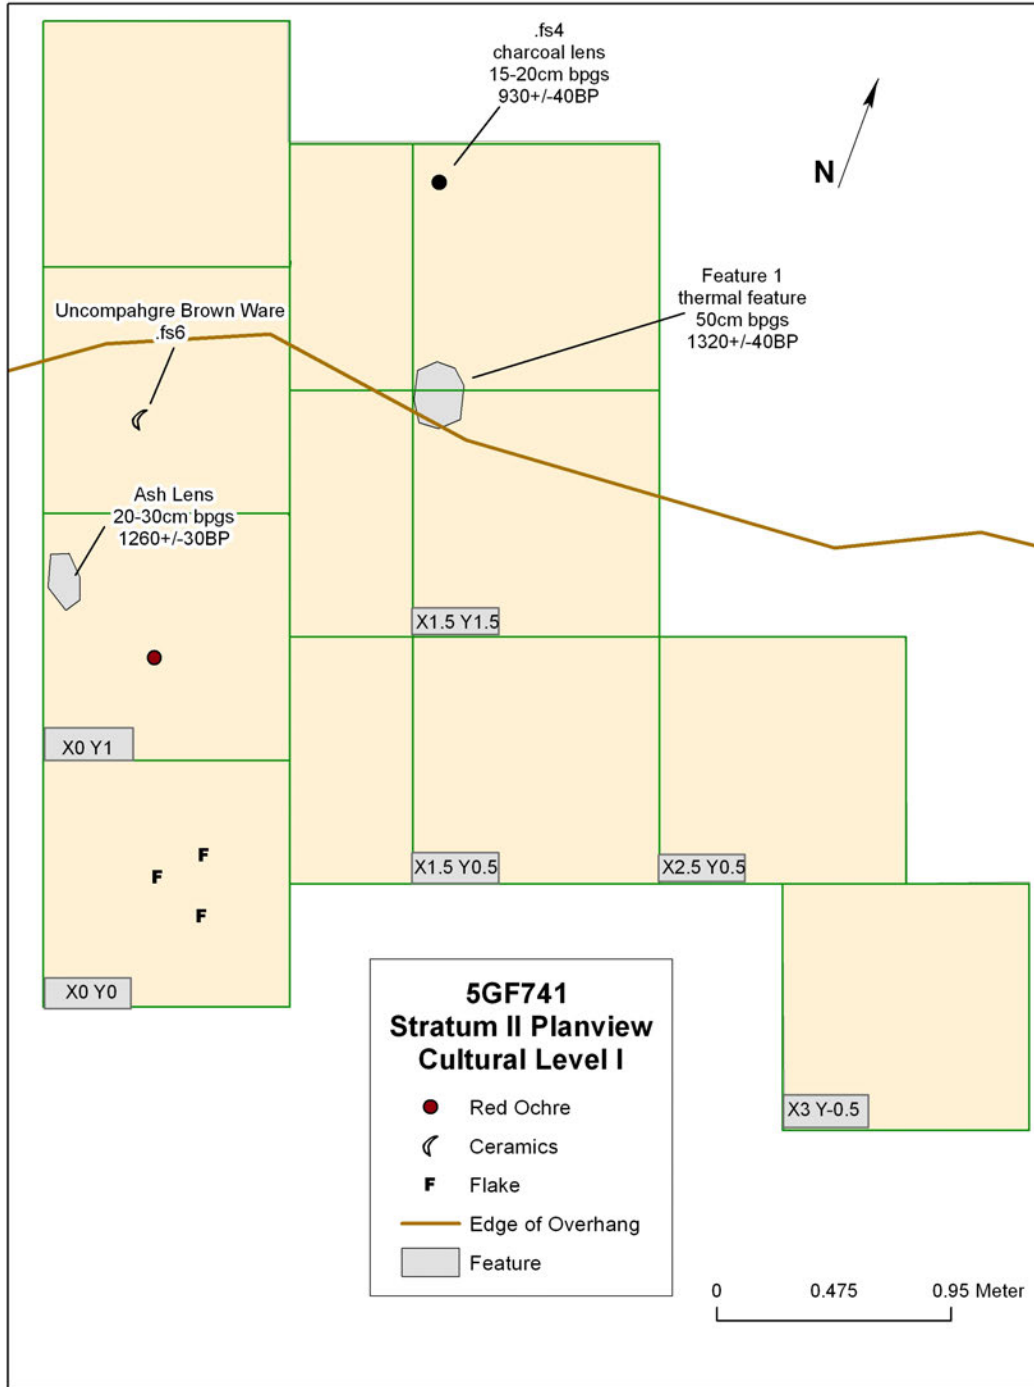 .fs4
charcoal lens
15-20cm bpgs
930+/-40BP
N
Feature 1
thermal feature
50cm bpgs
1320+/-40BP
Uncompahgre Brown Ware
.fs6
Ash Lens
20-30cm bpgs
1260+/-30BP
X1.5 Y1.5
X0 Y1
F
F
F
X1.5 Y0.5
X2.5 Y0.5
X0 Y0
X3 Y-0.5
5GF741
Stratum II Planview
Cultural Level I
Red Ochre
Ceramics
F Flake
Edge of Overhang
Feature
0 0.475 0.95 Meter